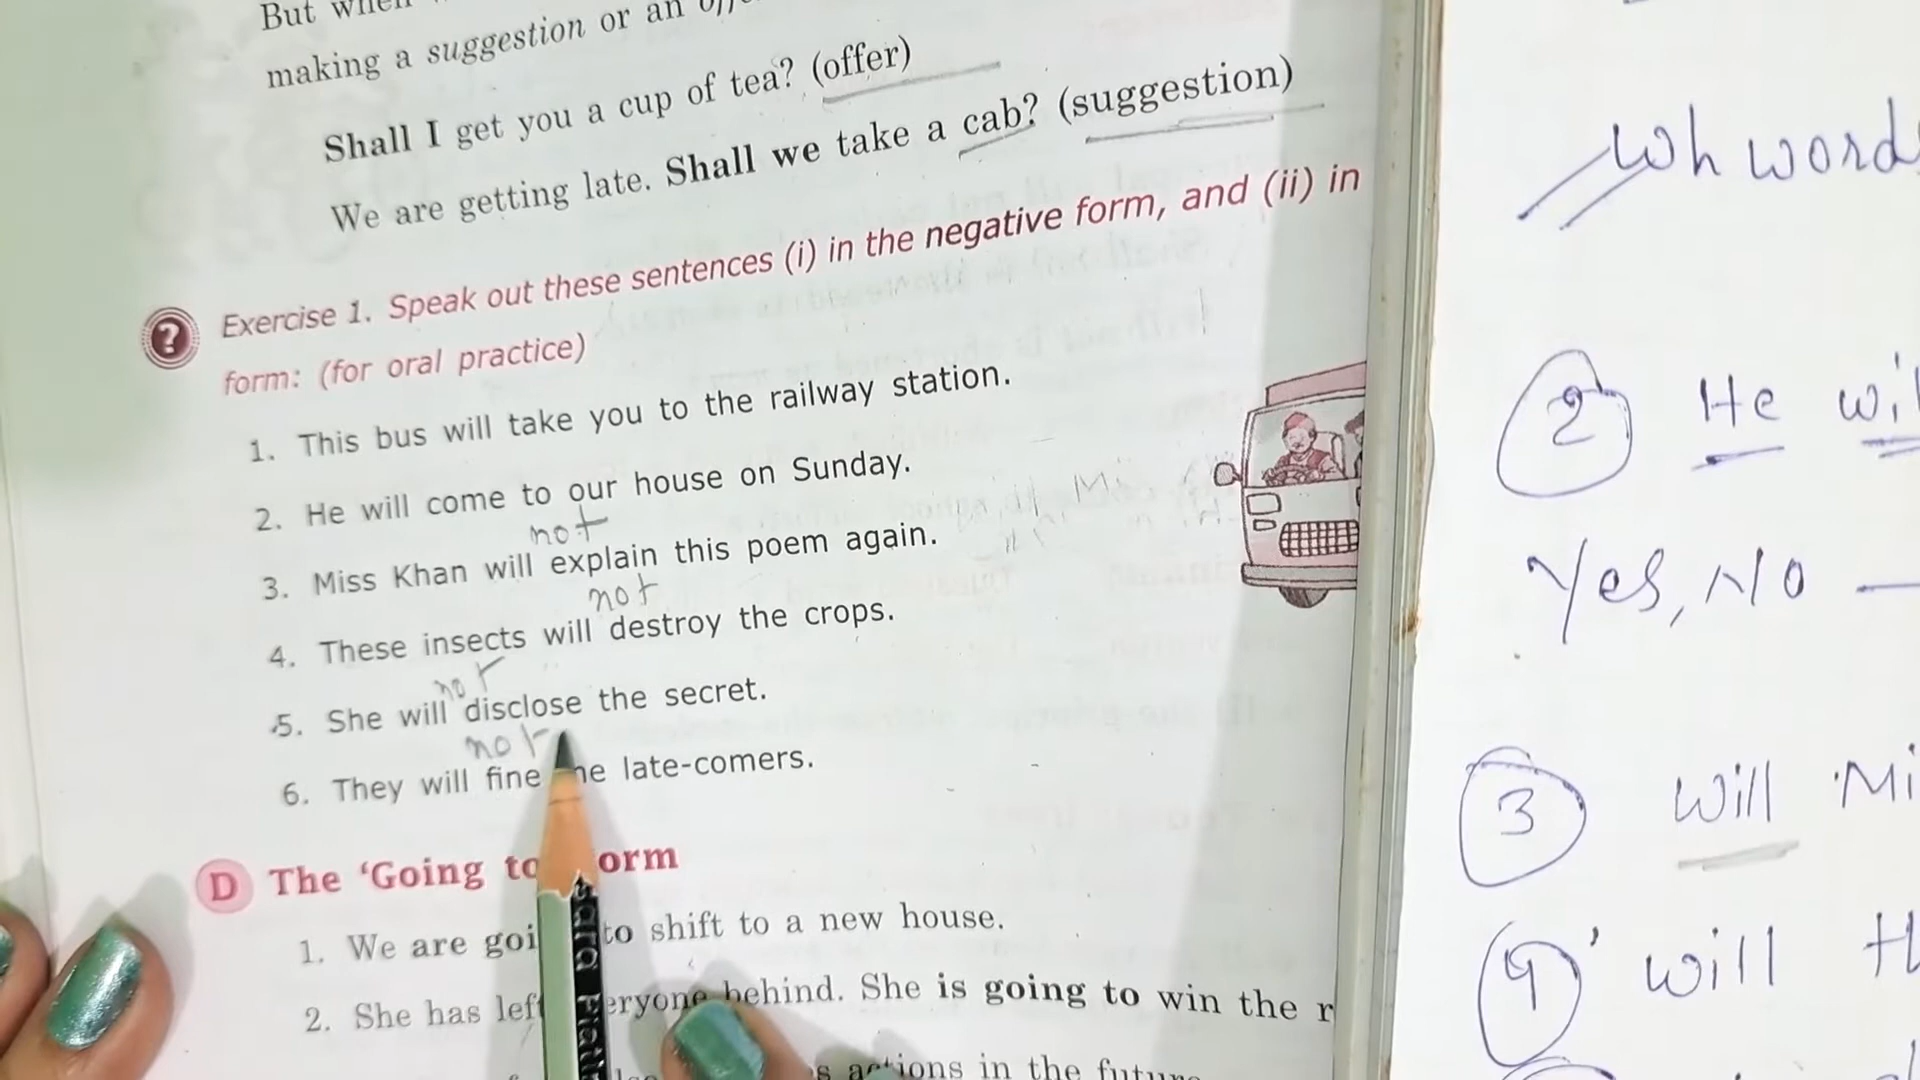 But when
making a suggestion or an
Shall I get you a cup of tea? (offer)
We are getting late. Shall we take a cab? (suggestion)
Exercise 1. Speak out these sentences (i) in the negative form, and (ii) in
form: (for oral practice)
1. This bus will take you to the railway station.
2. He will come to our house on Sunday.
not
3. Miss Khan will explain this poem again.
not
4. These insects will destroy the crops.
not
5. She will disclose the secret.
not
6. They will fine late-comers.
D The 'Going to
1. We are to shift to a new house.
2. She has behind. She is going to win the
in the future
Wh words
2 He
Yes, No —
3 Will
4 will